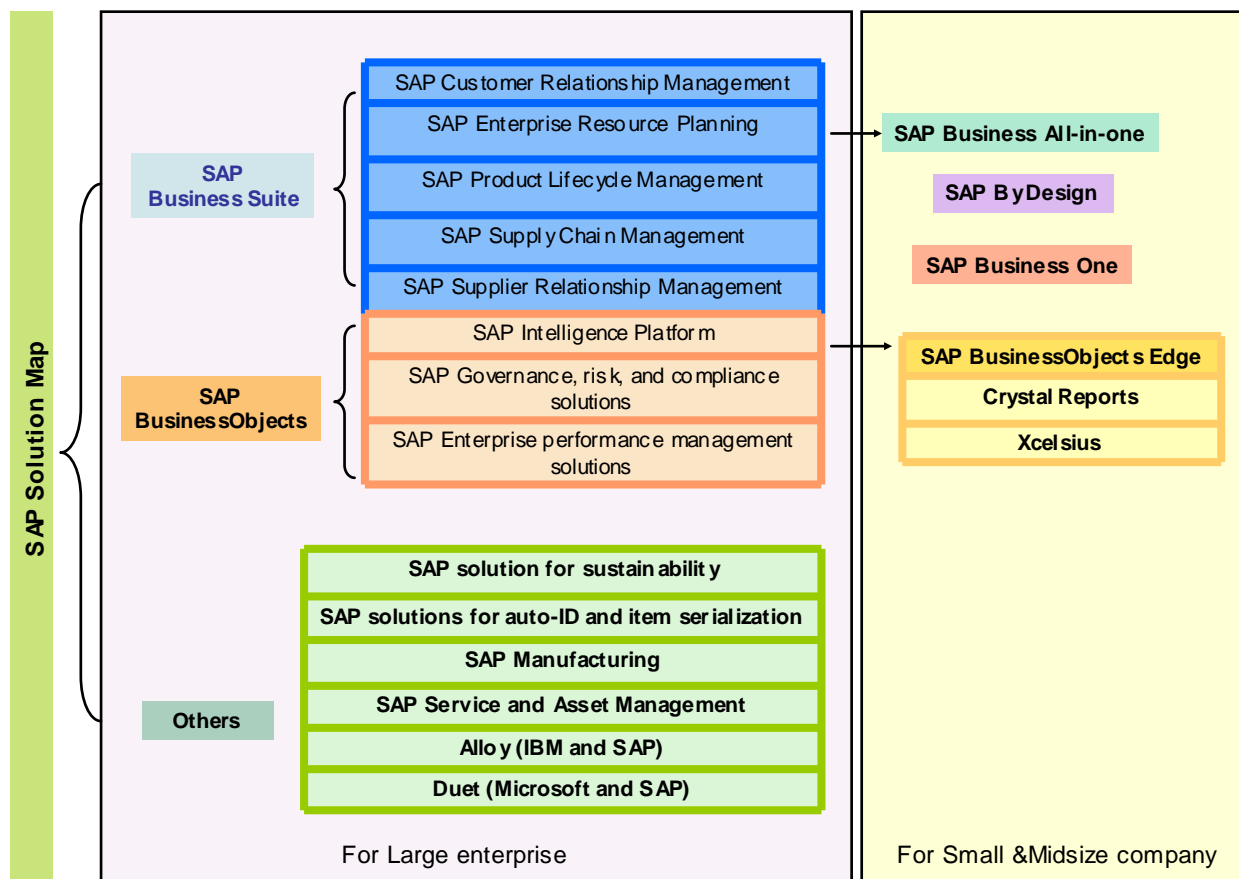 SAP Solution Map
SAP
Business Suite
SAP Customer Relationship Management
SAP Enterprise Resource Planning
SAP Product Lifecycle Management
SAP Supply Chain Management
SAP Supplier Relationship Management
SAP
BusinessObjects
SAP Intelligence Platform
SAP Governance, risk, and compliance
solutions
SAP Enterprise performance management
solutions
Others
SAP solution for sustainability
SAP solutions for auto-ID and item serialization
SAP Manufacturing
SAP Service and Asset Management
Alloy (IBM and SAP)
Duet (Microsoft and SAP)
For Large enterprise
SAP Business All-in-one
SAP ByDesign
SAP Business One
SAP BusinessObjects Edge
Crystal Reports
Xcelsius
For Small &Midsize company